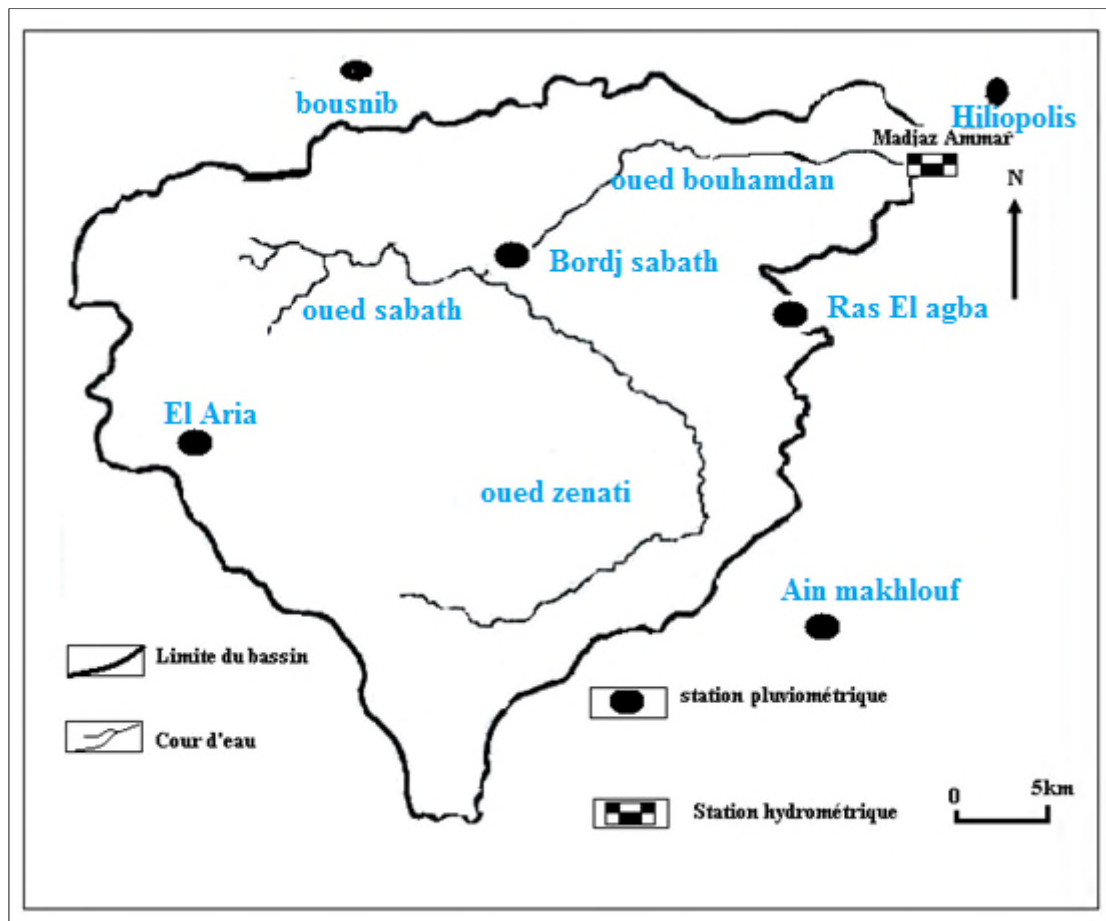 bousnib
Hiliopolis
Madjaz Ammar
oued bouhamdan
N
Bordj sabath
oued sabath
Ras El agba
El Aria
oued zenati
Ain makhlouf
Limite du bassin
station pluviométrique
Cour d'eau
0 5km
Station hydrométrique